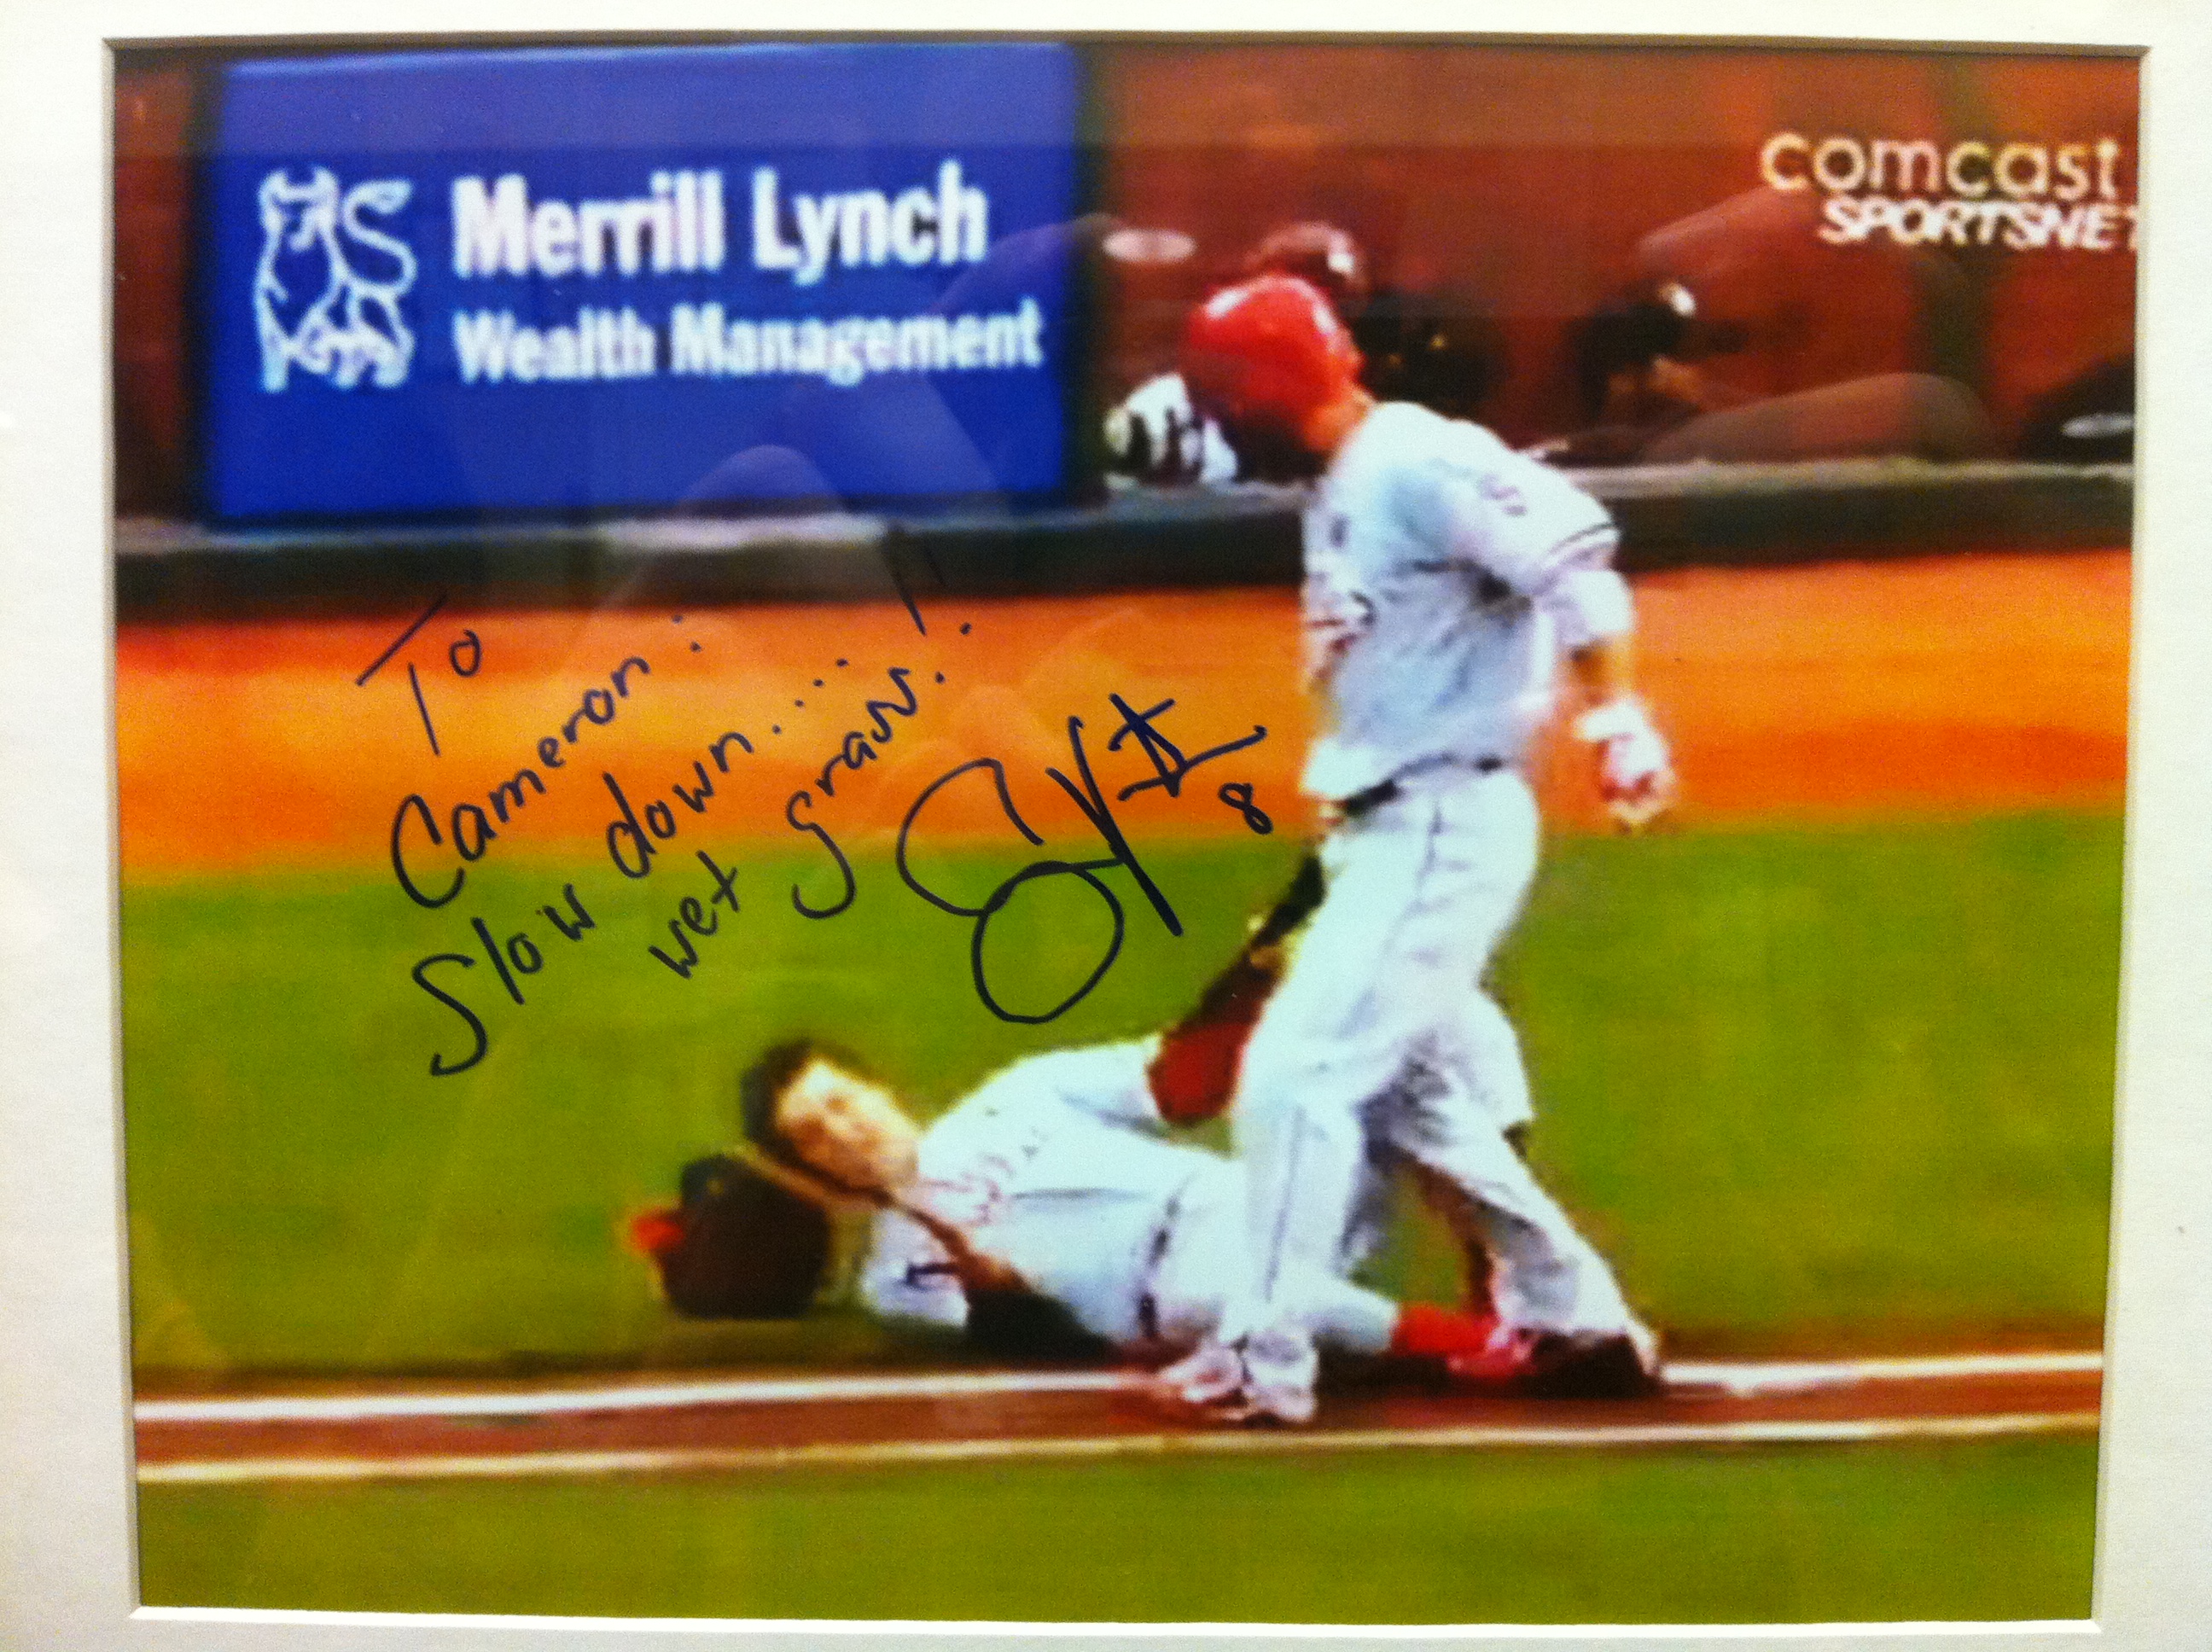 Merrill Lynch
Wealth Management
comcast
SPORTSNET
To
Cameron:
Slow down....
wet grass!!
8